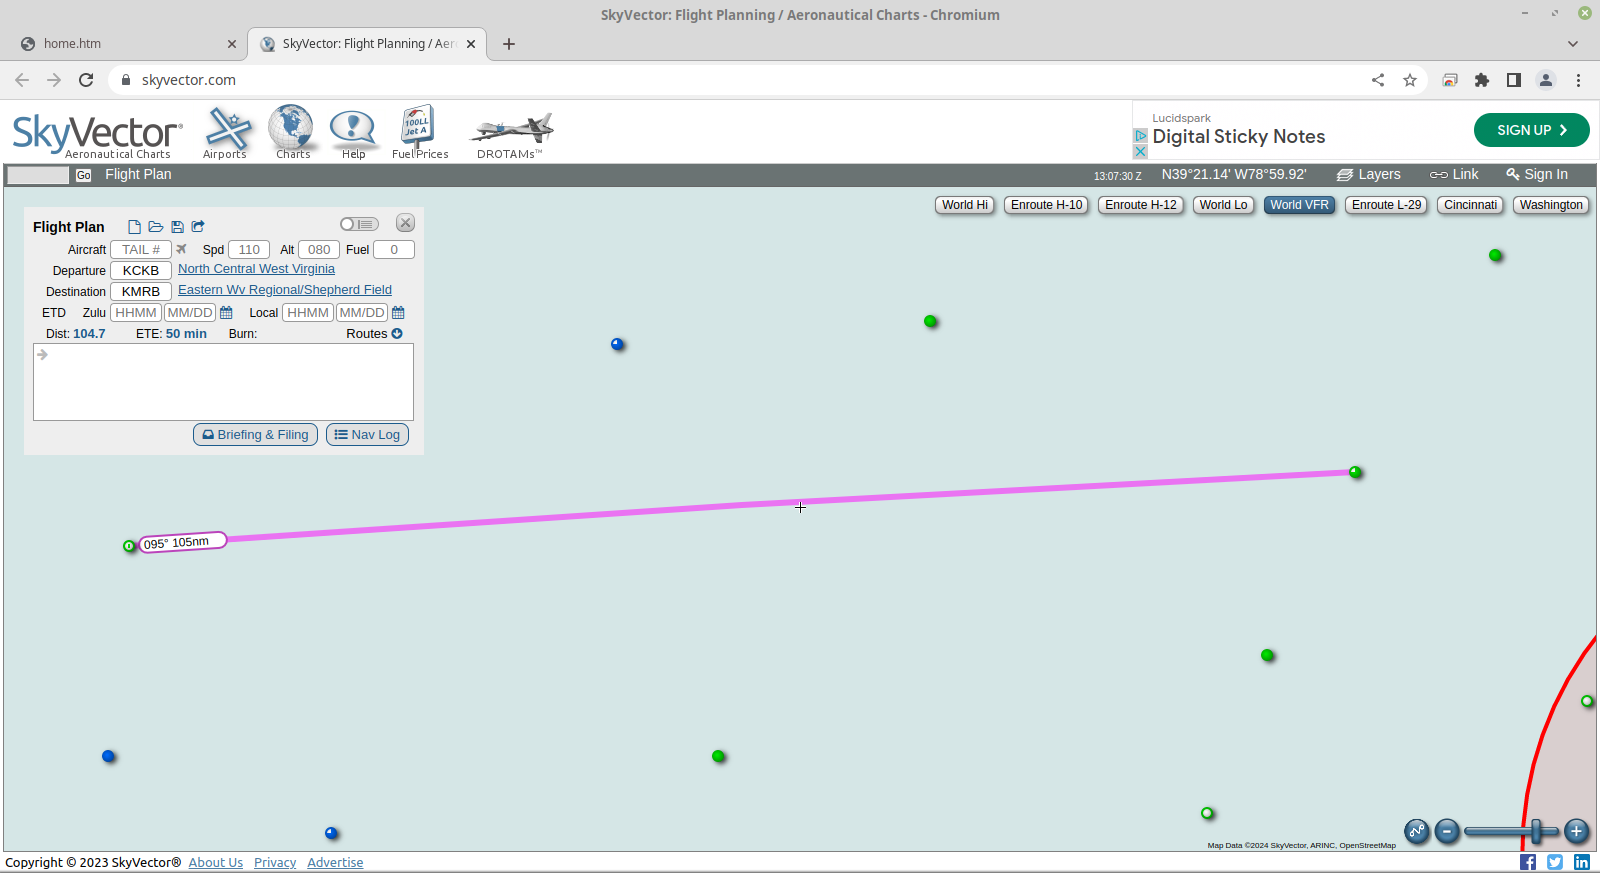 SkyVector: Flight Planning / Aeronautical Charts - Chromium
home.htm
SkyVector: Flight Planning / Aer
skyvector.com
SkyVector®
Aeronautical Charts
Airports
Charts
Help
100LL
Jet A
Fuel Prices
DROTAMs™
Lucidspark
Digital Sticky Notes
SIGN UP
Go
Flight Plan
13:07:30 Z
N39°21.14' W78°59.92'
Layers
Link
Sign In
World Hi
Enroute H-10
Enroute H-12
World Lo
World VFR
Enroute L-29
Cincinnati
Washington
Flight Plan
Aircraft TAIL # Spd 110 Alt 080 Fuel 0
Departure KCKB North Central West Virginia
Destination KMRB Eastern Wv Regional/Shepherd Field
ETD Zulu HHMM MM/DD Local HHMM MM/DD
Dist: 104.7 ETE: 50 min Burn: Routes
Briefing & Filing
Nav Log
095° 105nm
Map Data ©2024 SkyVector, ARINC, OpenStreetMap
Copyright © 2023 SkyVector® About Us Privacy Advertise